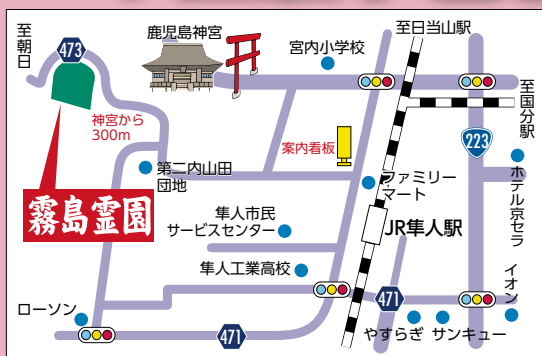 至朝日
473
鹿児島神宮
宮内小学校
至日当山駅
神宮から
300m
案内看板
223
至国分駅
第二内山田
団地
ファミリー
マート
ホテル京セラ
霧島霊園
隼人市民
サービスセンター
JR隼人駅
隼人工業高校
イオン
ローソン
471
471
やすらぎ
サンキュー